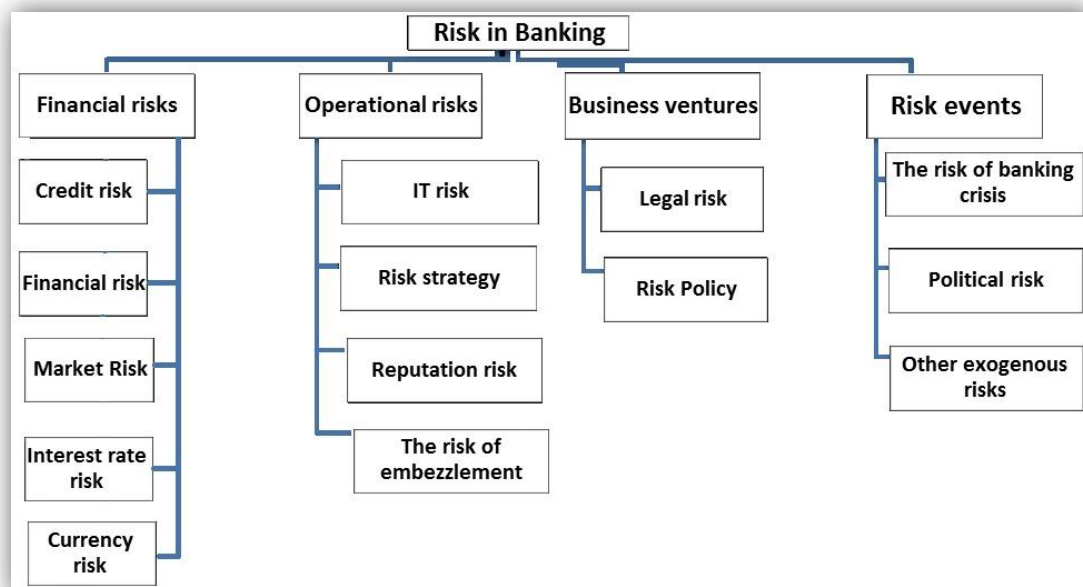 Risk in Banking
Financial risks
Operational risks
Business ventures
Risk events
Credit risk
Financial risk
Market Risk
Interest rate
risk
Currency
risk
IT risk
Risk strategy
Reputation risk
The risk of
embezzlement
Legal risk
Risk Policy
The risk of banking
crisis
Political risk
Other exogenous
risks